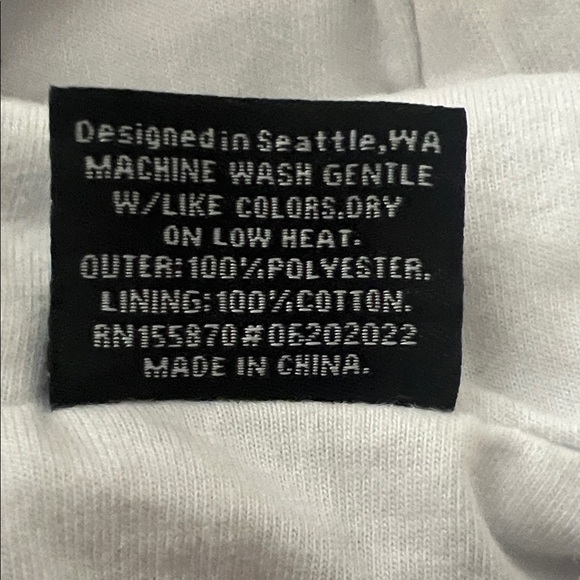 Designed in Seattle,WA
MACHINE WASH GENTLE
W/LIKE COLORS.DRY
ON LOW HEAT.
OUTER:100%POLYESTER.
LINING:100%COTTON.
RN155870#06202022
MADE IN CHINA.